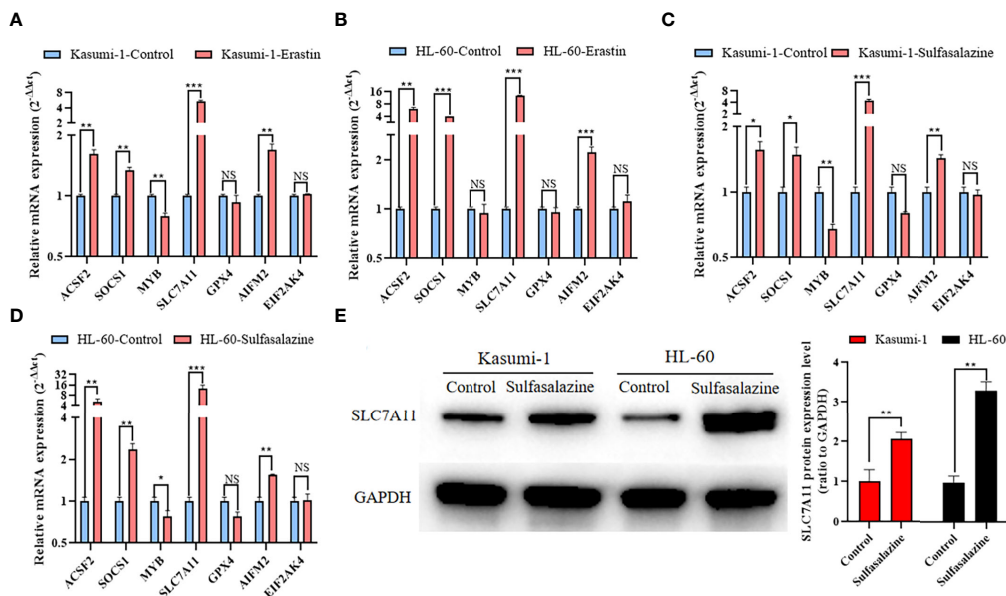 A
Kasumi-1-Control Kasumi-1-Erastin
Relative mRNA expression (2^-ΔΔct)
8
4
2
1
0.5
** ** ** *** NS ** NS
ACSF2 SOCS1 MYB SLC7A11 GPX4 AIFM2 EIF2AK4
B
HL-60-Control HL-60-Erastin
Relative mRNA expression (2^-ΔΔct)
16
8
4
2
1
0.5
** *** NS *** NS *** NS
ACSF2 SOCS1 MYB SLC7A11 GPX4 AIFM2 EIF2AK4
C
Kasumi-1-Control Kasumi-1-Sulfasalazine
Relative mRNA expression(2^-ΔΔct)
8
4
2
1
0.5
* * ** *** NS ** NS
ACSF2 SOCS1 MYB SLC7A11 GPX4 AIFM2 EIF2AK4
D
HL-60-Control HL-60-Sulfasalazine
Relative mRNA expression (2^-ΔΔct)
32
16
8
4
4
2
1
0.5
** ** * *** NS ** NS
ACSF2 SOCS1 MYB SLC7A11 GPX4 AIFM2 EIF2AK4
E
Kasumi-1 HL-60
Control Sulfasalazine Control Sulfasalazine
SLC7A11
GAPDH
Kasumi-1 HL-60
SLC7A11 protein expression level
(ratio to GAPDH)
4
3
2
1
0
** **
Control Sulfasalazine Control Sulfasalazine